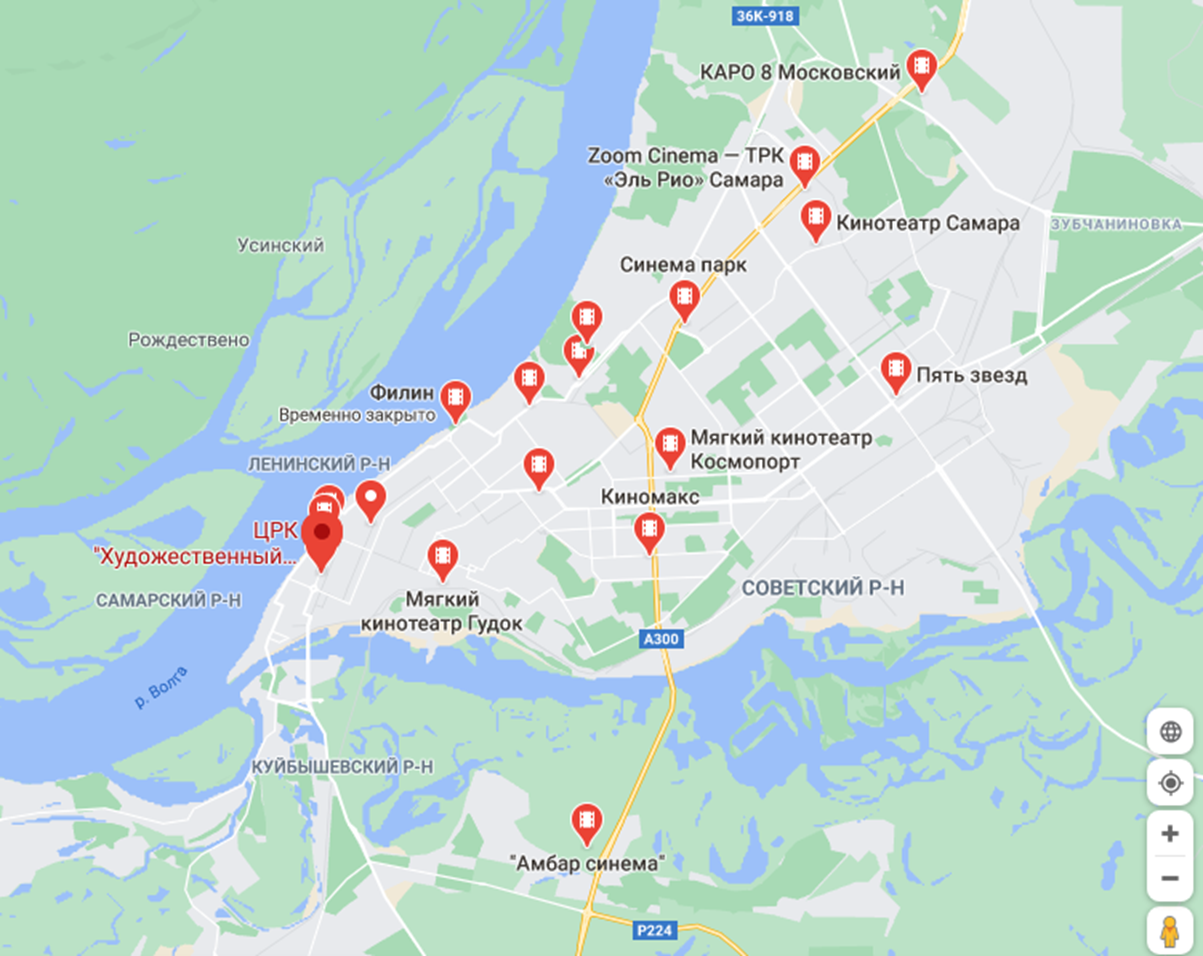 36К-918
КАРО 8 Московский
Zoom Cinema — ТРК
«Эль Рио» Самара
Кинотеатр Самара
ЗУБЧАНИНОВКА
Усинский
Синема парк
Рождествено
Филин
Временно закрыто
Пять звезд
Мягкий кинотеатр
Космопорт
ЛЕНИНСКИЙ Р-Н
Киномакс
ЦРК
"Художественный...
САМАРСКИЙ Р-Н
Мягкий
кинотеатр Гудок
СОВЕТСКИЙ Р-Н
А300
р. Волга
КУЙБЫШЕВСКИЙ Р-Н
"Амбар синема"
Р224